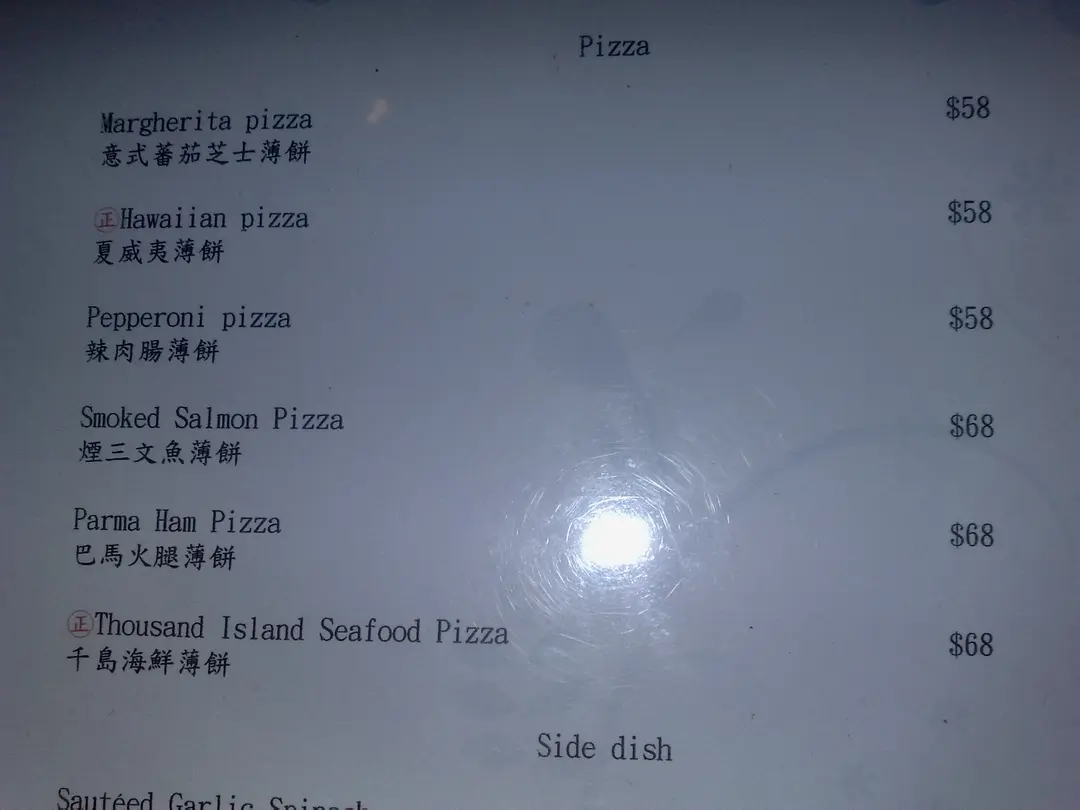 Pizza
Margherita pizza $58
意式蕃茄芝士薄餅
㊣Hawaiian pizza $58
夏威夷薄餅
Pepperoni pizza $58
辣肉腸薄餅
Smoked Salmon Pizza $68
煙三文魚薄餅
Parma Ham Pizza $68
巴馬火腿薄餅
㊣Thousand Island Seafood Pizza $68
千島海鮮薄餅
Side dish
Sautéed Garlic Spinach